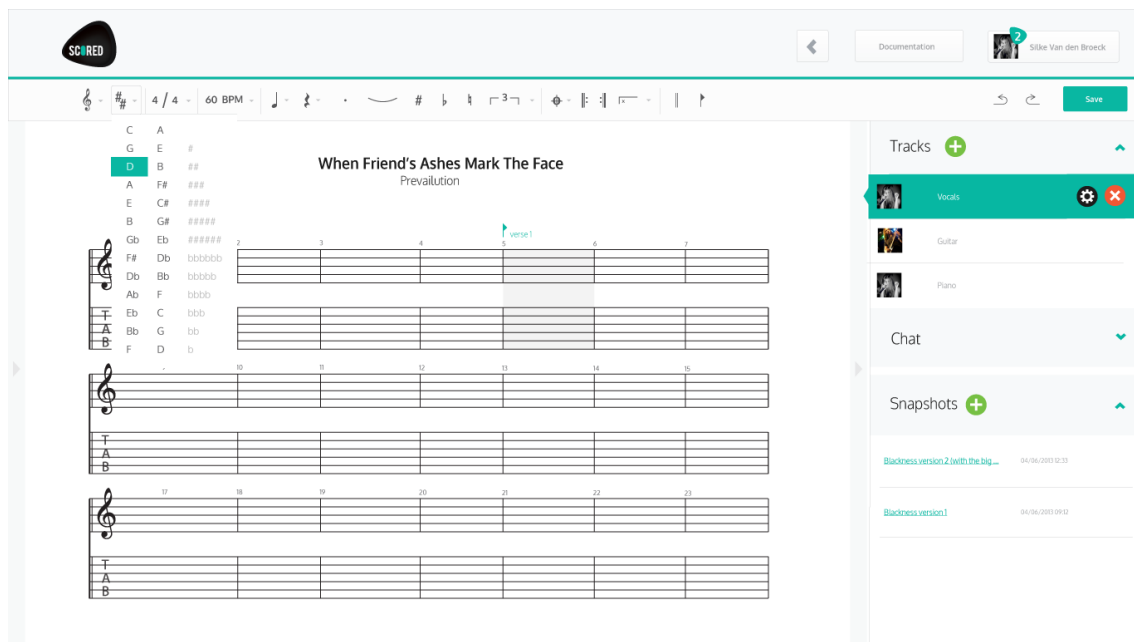 SCORED
Documentation
2
Silke Van den Broeck
4 / 4
60 BPM
3
Save
C A
G E #
D B ##
A F# ###
E C# ####
B G# #####
Gb Eb ######
F# Db bbbbbb
Db Bb bbbbb
Ab F bbbb
Eb C bbb
Bb G bb
F D b
When Friend's Ashes Mark The Face
Prevailution
verse 1
2 3 4 5 6 7
T
A
B
10 11 12 13 14 15
T
A
B
17 18 19 20 21 22 23
T
A
B
Tracks
Vocals
Guitar
Piano
Chat
Snapshots
Blackness version 2 (with the big ... 04/06/2013 12:33
Blackness version 1 04/06/2013 09:12